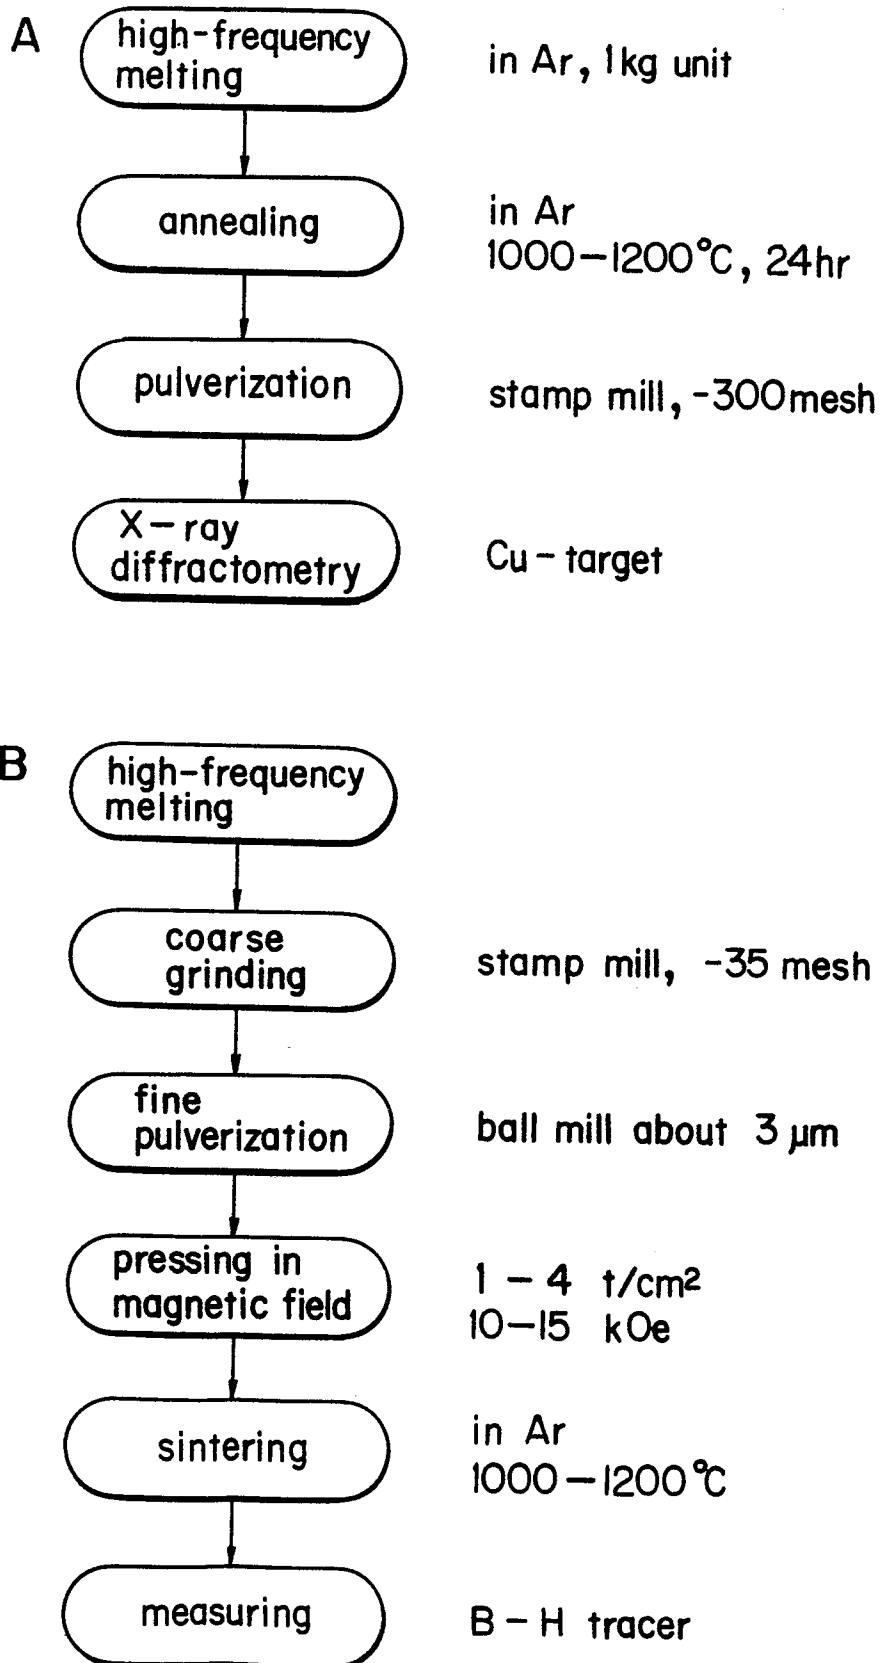 A
high-frequency
melting
in Ar, 1kg unit
annealing
in Ar
1000-1200°C, 24hr
pulverization
stamp mill, -300mesh
X-ray
diffractometry
Cu-target
B
high-frequency
melting
coarse
grinding
stamp mill, -35 mesh
fine
pulverization
ball mill about 3 μm
pressing in
magnetic field
1 - 4 t/cm²
10-15 kOe
sintering
in Ar
1000-1200°C
measuring
B-H tracer